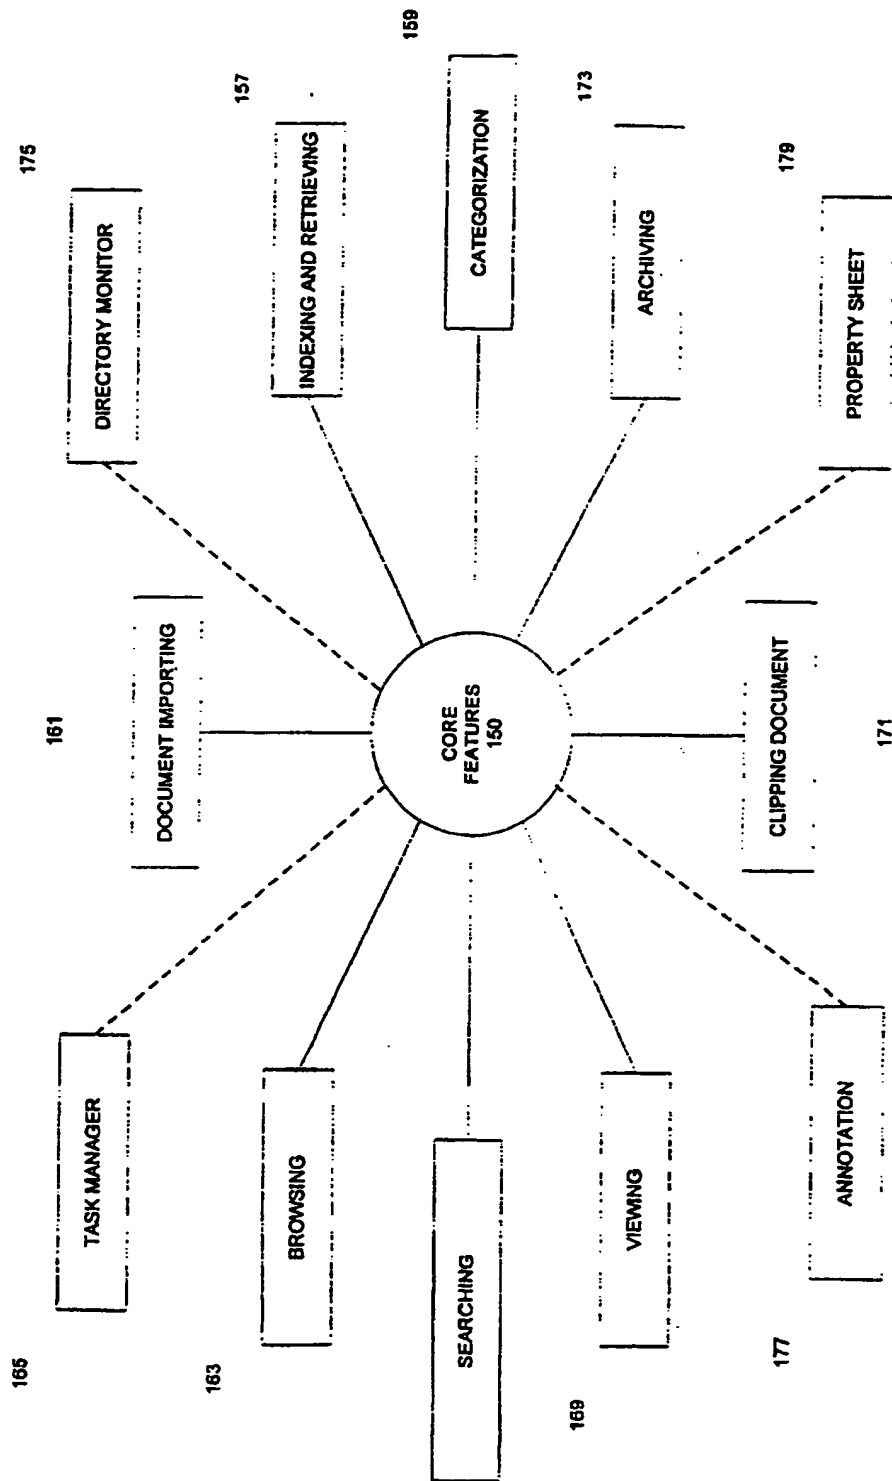 165
TASK MANAGER
161
DOCUMENT IMPORTING
175
DIRECTORY MONITOR
163
BROWSING
157
INDEXING AND RETRIEVING
SEARCHING
CORE
FEATURES
150
159
CATEGORIZATION
169
VIEWING
173
ARCHIVING
177
ANNOTATION
CLIPPING DOCUMENT
171
179
PROPERTY SHEET